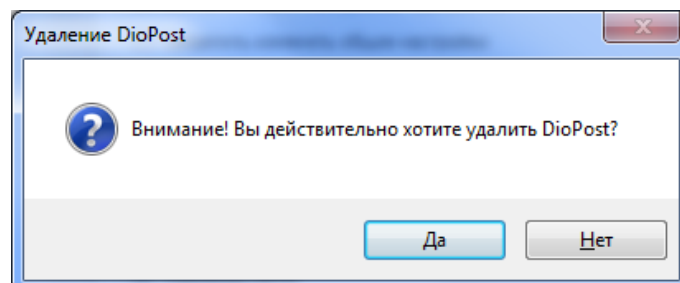 Удаление DioPost
Внимание! Вы действительно хотите удалить DioPost?
Да
Нет